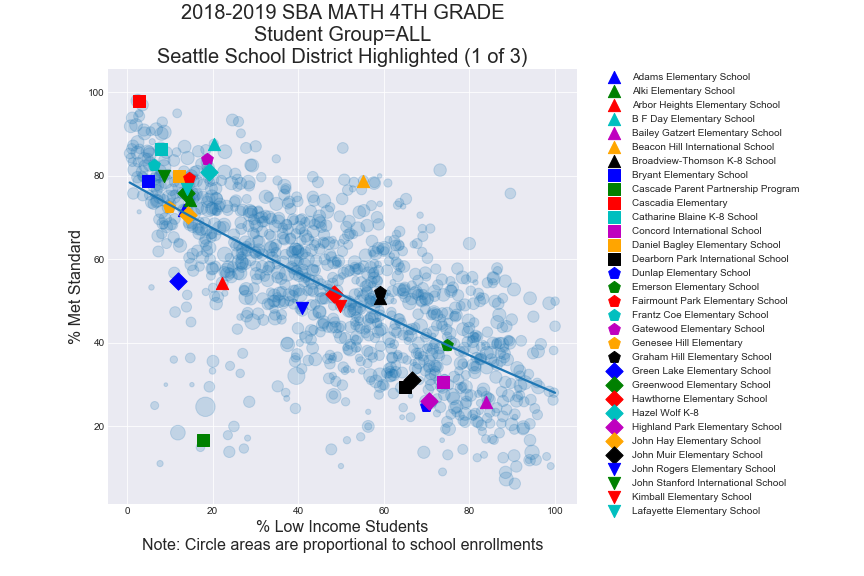 2018-2019 SBA MATH 4TH GRADE
Student Group=ALL
Seattle School District Highlighted (1 of 3)
% Met Standard
100
80
60
40
20
0
20
40
60
80
100
% Low Income Students
Note: Circle areas are proportional to school enrollments
Adams Elementary School
Alki Elementary School
Arbor Heights Elementary School
B F Day Elementary School
Bailey Gatzert Elementary School
Beacon Hill International School
Broadview-Thomson K-8 School
Bryant Elementary School
Cascade Parent Partnership Program
Cascadia Elementary
Catharine Blaine K-8 School
Concord International School
Daniel Bagley Elementary School
Dearborn Park International School
Dunlap Elementary School
Emerson Elementary School
Fairmount Park Elementary School
Frantz Coe Elementary School
Gatewood Elementary School
Genesee Hill Elementary
Graham Hill Elementary School
Green Lake Elementary School
Greenwood Elementary School
Hawthorne Elementary School
Hazel Wolf K-8
Highland Park Elementary School
John Hay Elementary School
John Muir Elementary School
John Rogers Elementary School
John Stanford International School
Kimball Elementary School
Lafayette Elementary School